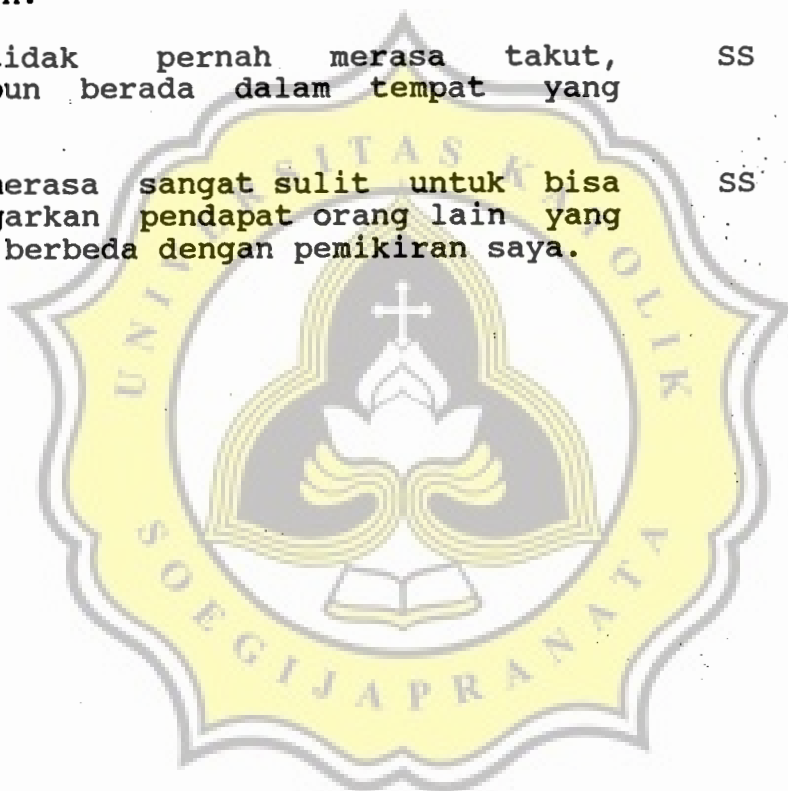 tidak pernah merasa takut, SS
pun berada dalam tempat yang
merasa sangat sulit untuk bisa SS
garkan pendapat orang lain yang
berbeda dengan pemikiran saya.
UNIVERSITAS KATOLIK
SOEGIJAPRANATA